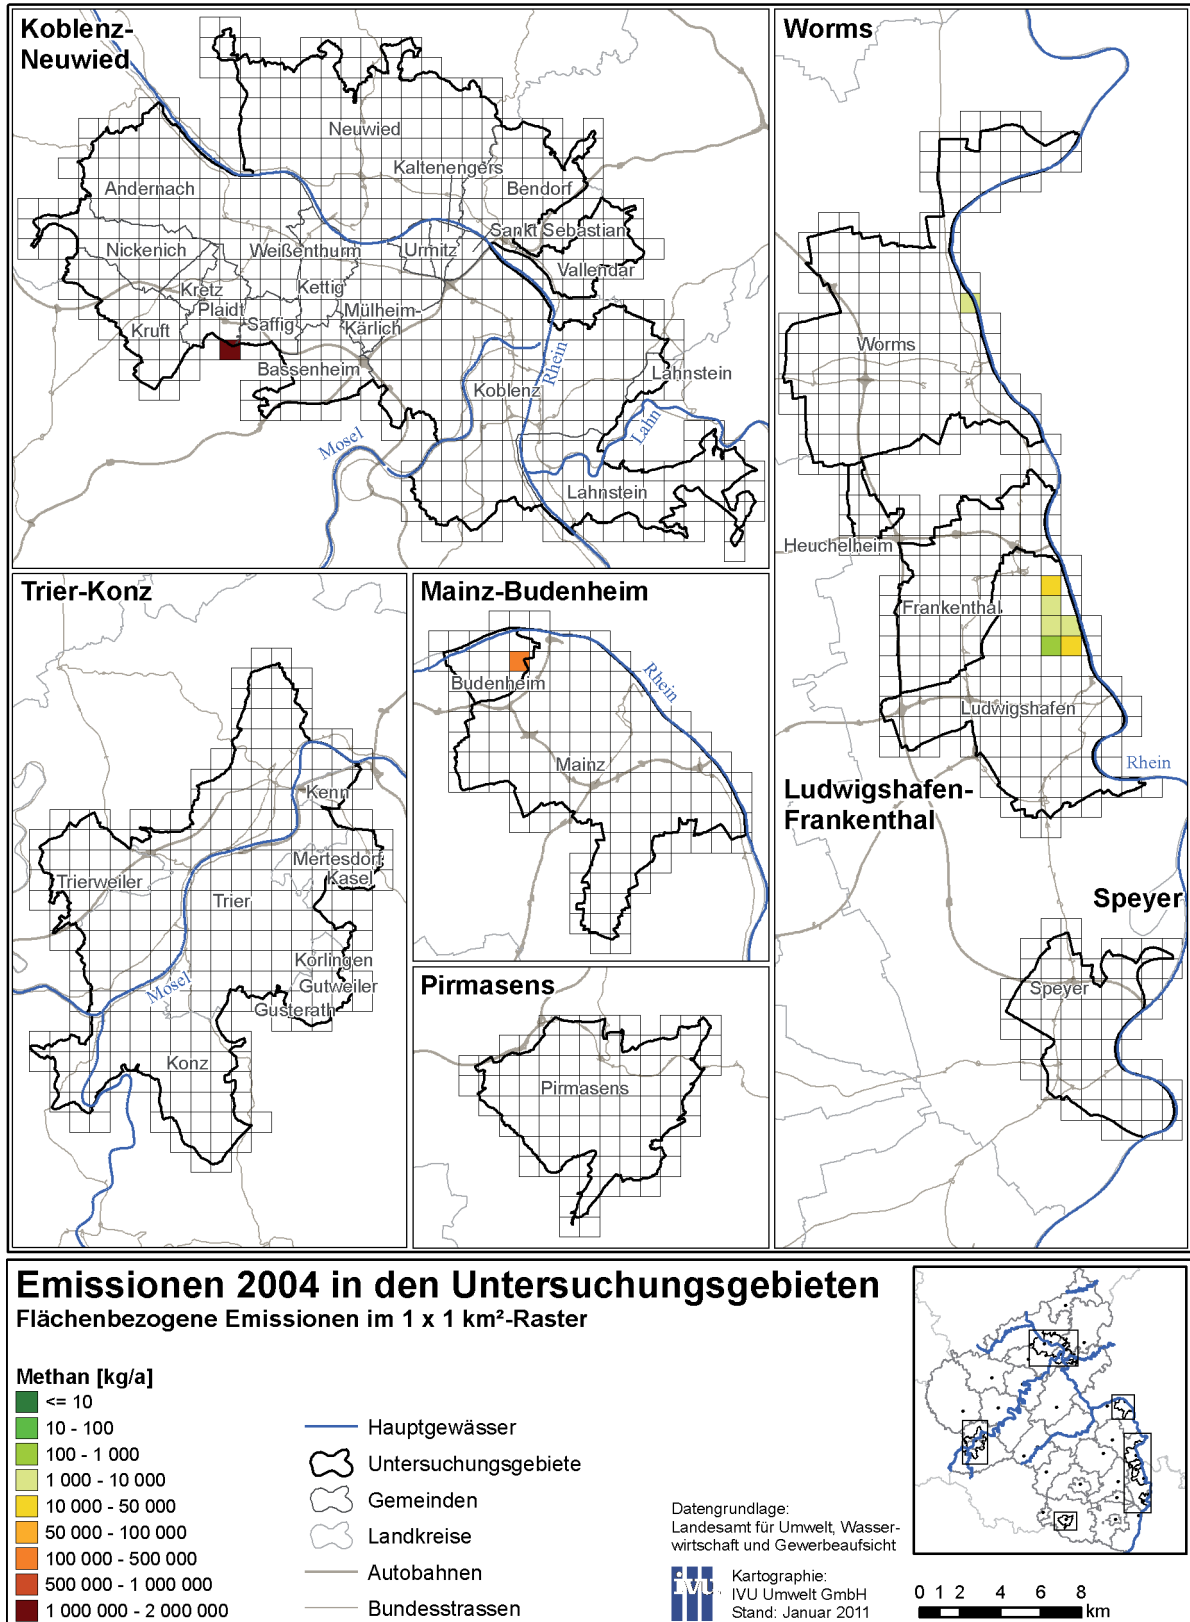 Koblenz-
Neuwied
Neuwied
Kaltenengers
Andernach
Bendorf
Sankt Sebastian
Nickenich
Weißenthurm
Urmitz
Vallendar
Kretz
Kettig
Plaidt
Mülheim-
Kärlich
Saffig
Kruft
Bassenheim
Rhein
Lahnstein
Koblenz
Mosel
Lahn
Lahnstein
Worms
Worms
Heuchelheim
Frankenthal
Ludwigshafen
Rhein
Ludwigshafen-
Frankenthal
Speyer
Speyer
Trier-Konz
Kenn
Mertesdorf
Kasel
Trierweiler
Trier
Korlingen
Gutweiler
Mosel
Gusterath
Konz
Mainz-Budenheim
Rhein
Budenheim
Mainz
Pirmasens
Pirmasens
Emissionen 2004 in den Untersuchungsgebieten
Flächenbezogene Emissionen im 1 x 1 km²-Raster
Methan [kg/a]
<= 10
10 - 100
100 - 1 000
1 000 - 10 000
10 000 - 50 000
50 000 - 100 000
100 000 - 500 000
500 000 - 1 000 000
1 000 000 - 2 000 000
Hauptgewässer
Untersuchungsgebiete
Gemeinden
Landkreise
Autobahnen
Bundesstrassen
Datengrundlage:
Landesamt für Umwelt, Wasser-
wirtschaft und Gewerbeaufsicht
ivu
Kartographie:
IVU Umwelt GmbH
Stand: Januar 2011
0 1 2 4 6 8
km